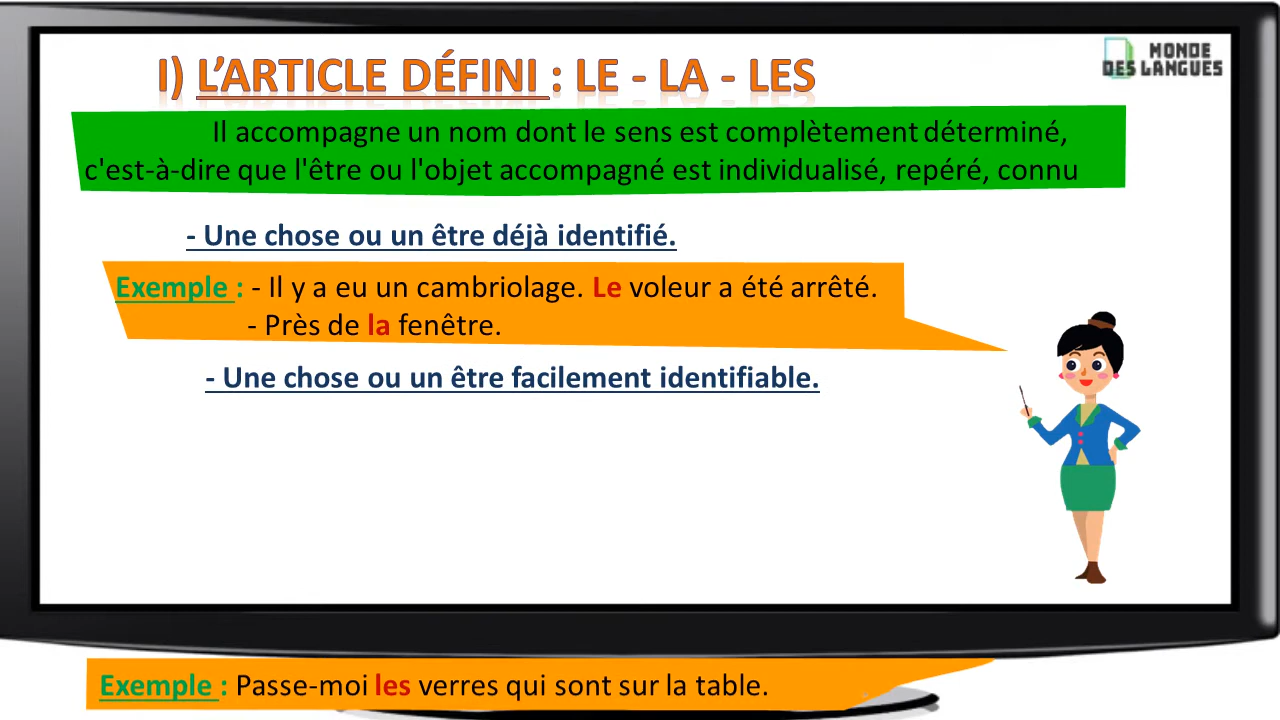 I) L'ARTICLE DÉFINI : LE - LA - LES
MONDE
DES LANGUES
Il accompagne un nom dont le sens est complètement déterminé,
c'est-à-dire que l'être ou l'objet accompagné est individualisé, repéré, connu
- Une chose ou un être déjà identifié.
Exemple : - Il y a eu un cambriolage. Le voleur a été arrêté.
- Près de la fenêtre.
- Une chose ou un être facilement identifiable.
Exemple : Passe-moi les verres qui sont sur la table.